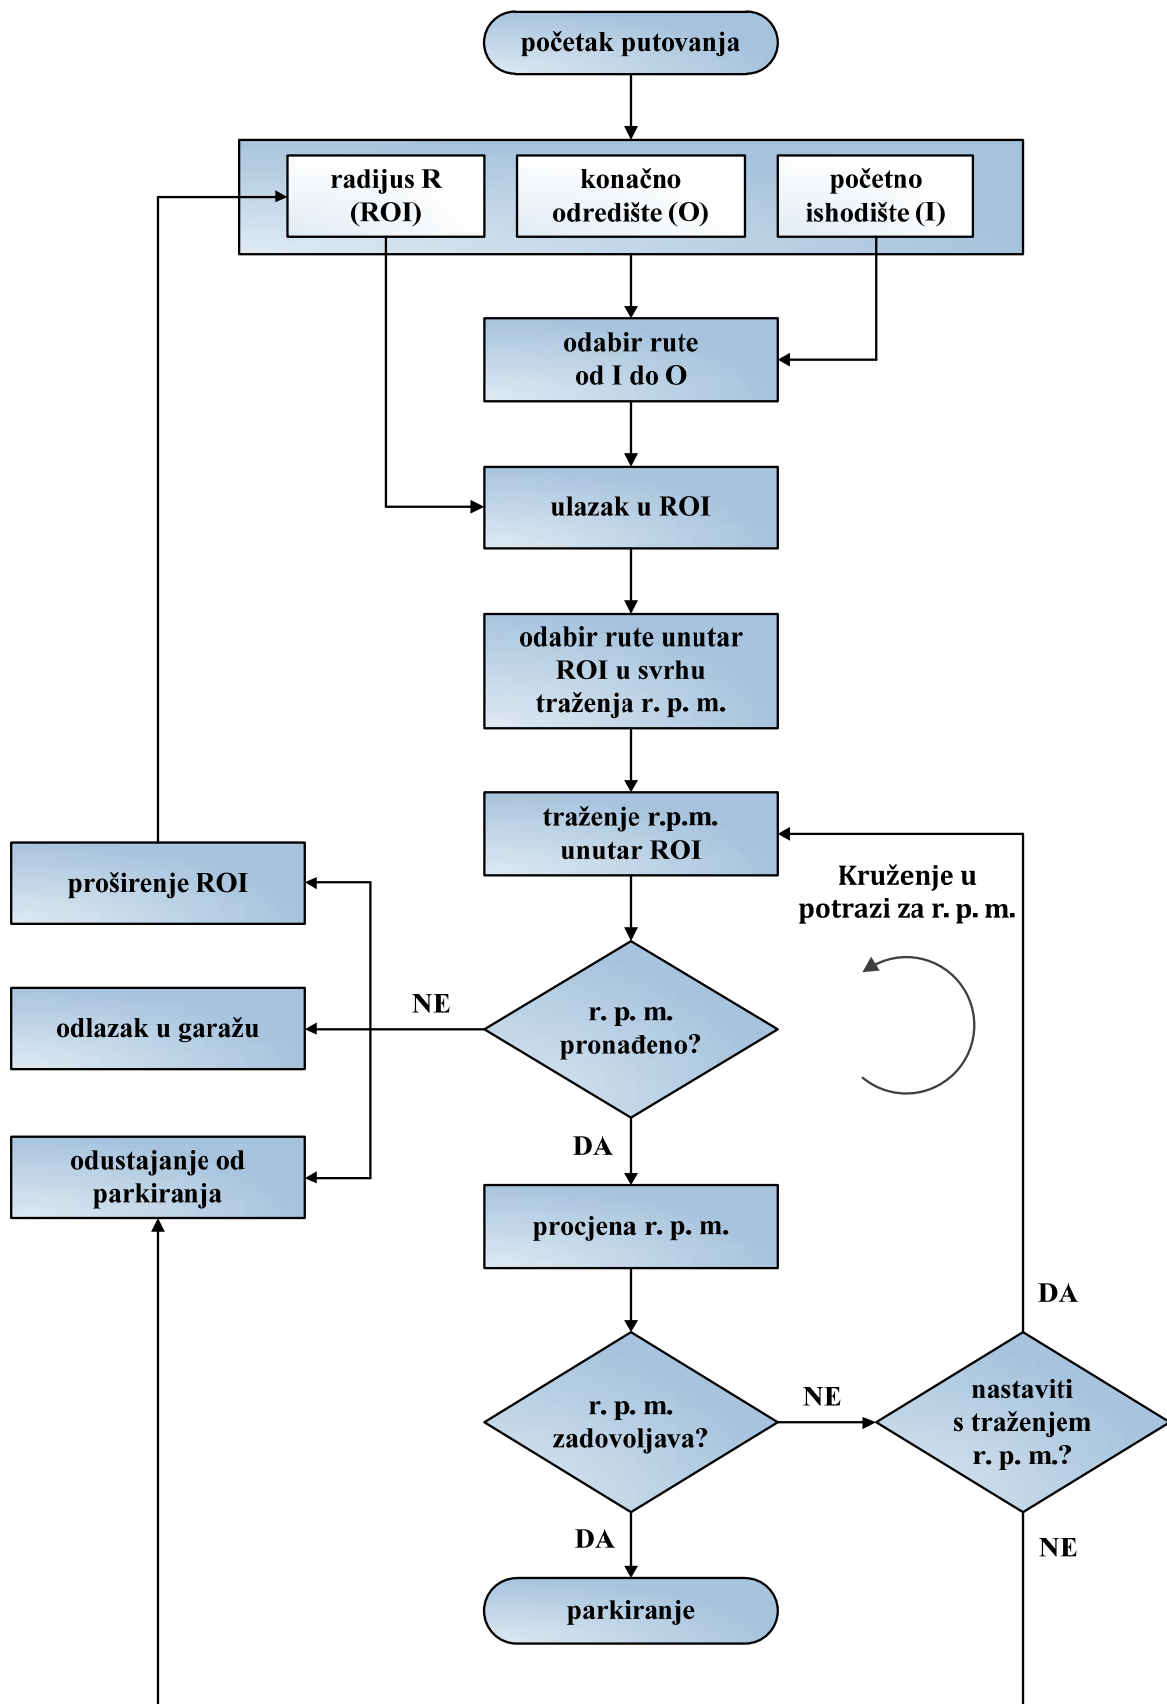 početak putovanja
radijus R
(ROI)
konačno
odredište (O)
početno
ishodište (I)
odabir rute
od I do O
ulazak u ROI
odabir rute unutar
ROI u svrhu
traženja r. p. m.
traženje r.p.m.
unutar ROI
Kruženje u
potrazi za r. p. m.
proširenje ROI
odlazak u garažu
NE
r. p. m.
pronađeno?
odustajanje od
parkiranja
DA
procjena r. p. m.
DA
r. p. m.
zadovoljava?
NE
nastaviti
s traženjem
r. p. m.?
DA
NE
parkiranje